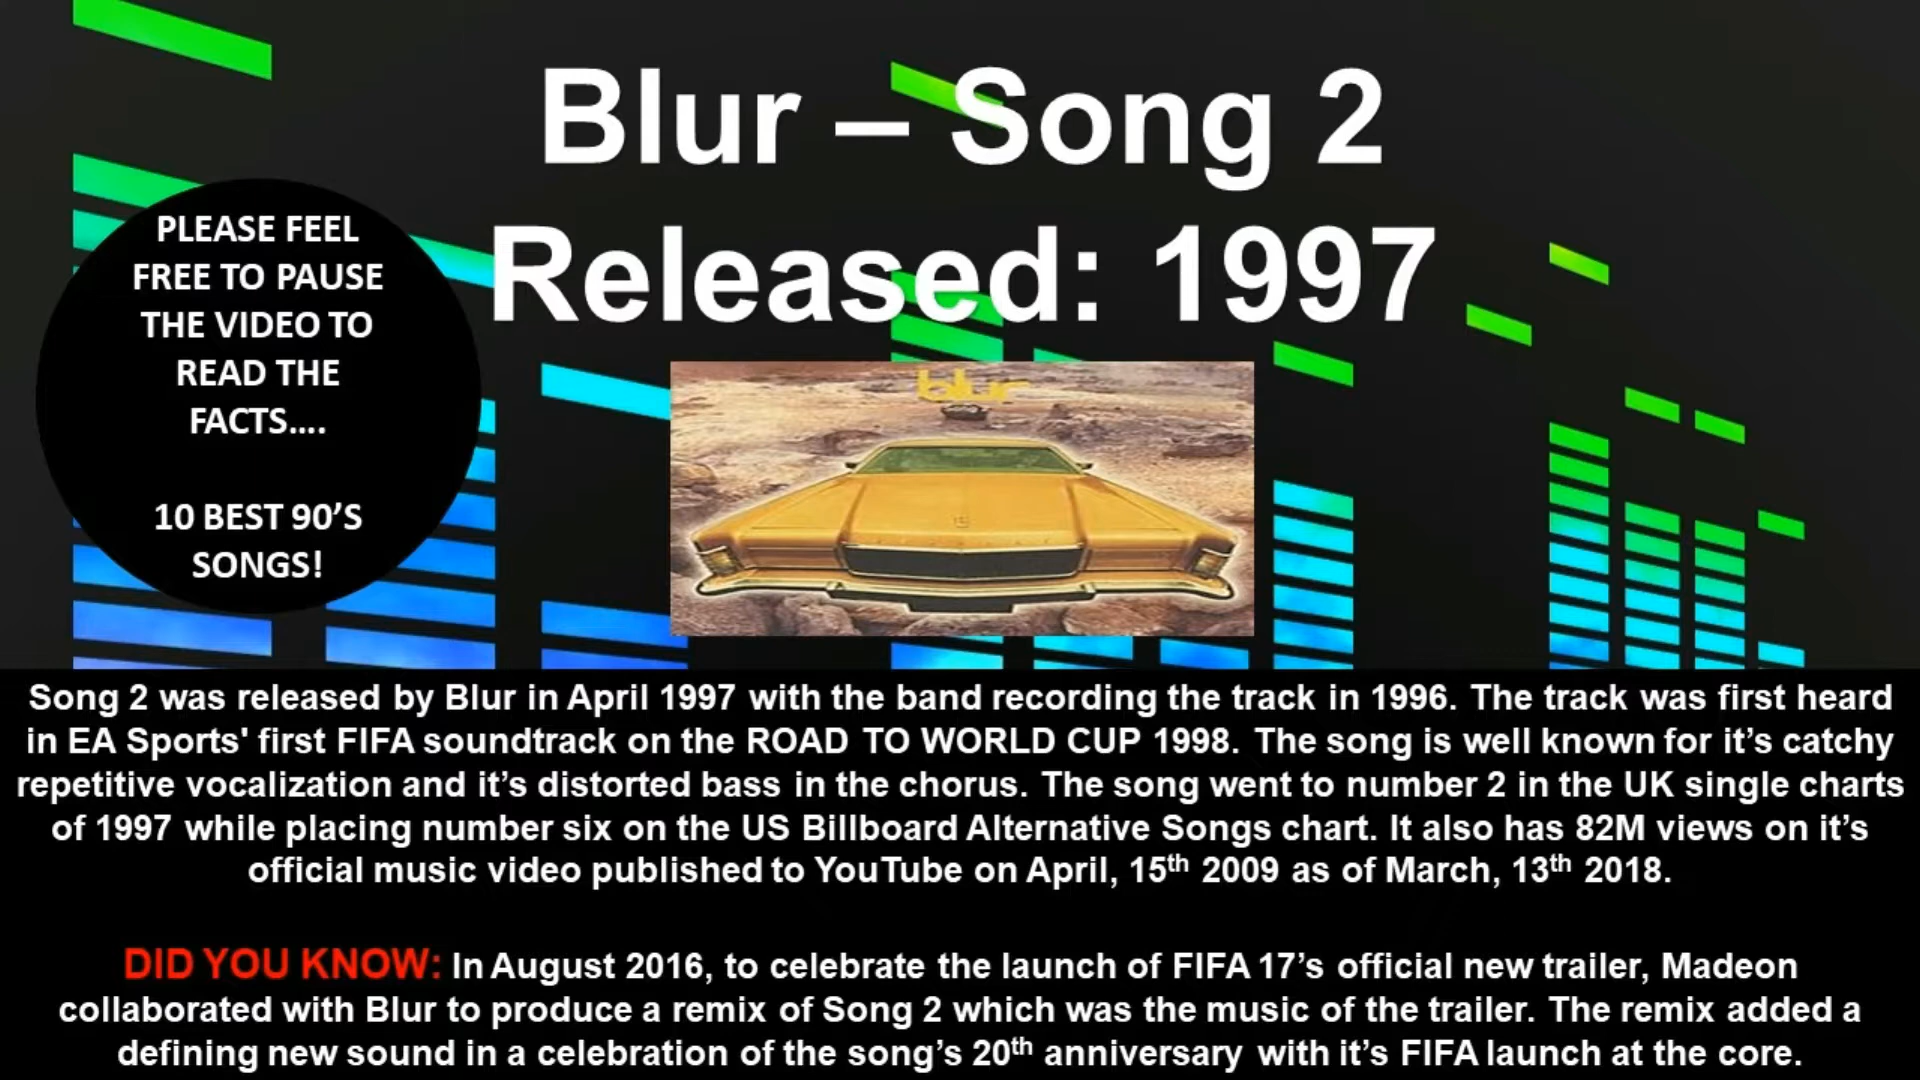 Blur – Song 2
Released: 1997
PLEASE FEEL
FREE TO PAUSE
THE VIDEO TO
READ THE
FACTS....
10 BEST 90’S
SONGS!
blur
Song 2 was released by Blur in April 1997 with the band recording the track in 1996. The track was first heard
in EA Sports' first FIFA soundtrack on the ROAD TO WORLD CUP 1998. The song is well known for it’s catchy
repetitive vocalization and it’s distorted bass in the chorus. The song went to number 2 in the UK single charts
of 1997 while placing number six on the US Billboard Alternative Songs chart. It also has 82M views on it’s
official music video published to YouTube on April, 15th 2009 as of March, 13th 2018.
DID YOU KNOW: In August 2016, to celebrate the launch of FIFA 17’s official new trailer, Madeon
collaborated with Blur to produce a remix of Song 2 which was the music of the trailer. The remix added a
defining new sound in a celebration of the song’s 20th anniversary with it’s FIFA launch at the core.